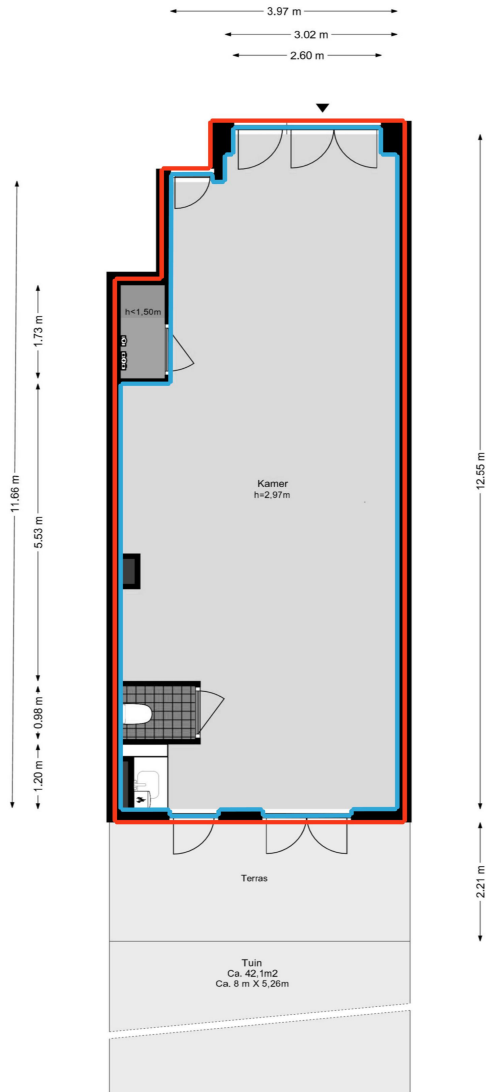 3.97 m
3.02 m
2.60 m
h<1,50m
1.73 m
11.66 m
5.53 m
Kamer
h=2,97m
12.55 m
0.98 m
1.20 m
2.21 m
Terras
Tuin
Ca. 42,1m2
Ca. 8 m X 5,26m